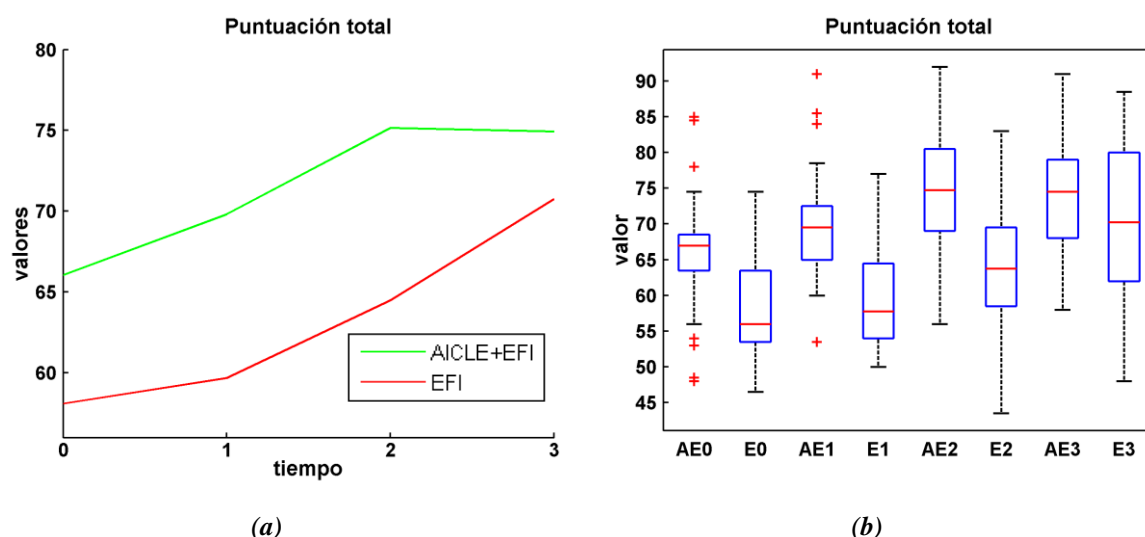 Puntuación total
80
75
70
65
60
valores
0 1 2 3
tiempo
AICLE+EFI
EFI
(a)
Puntuación total
90
85
80
75
70
65
60
55
50
45
valor
AE0 E0 AE1 E1 AE2 E2 AE3 E3
(b)